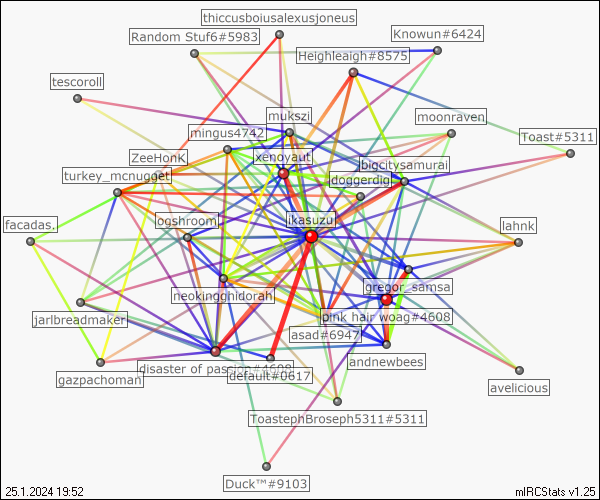 thiccusboiusalexusjoneus
Random Stuf6#5983
Knowun#6424
Heighleaigh#8575
tescoroll
mukszi
moonraven
mingus4742
Toast#5311
ZeeHonk
xenoyaut
bigcitysamurai
turkey_mcnugget
doggerdig
facadas.
logshroom.
ikasuzu
lahnk
neokingghidorah
gregor_samsa
jarlbreadmaker
pink hair woag#4608
asad#6947
disaster of passion#4608
andnewbees
gazpachoman
default#0617
avelicious
ToastephBroseph5311#5311
Duck™#9103
25.1.2024 19:52
mIRCStats v1.25